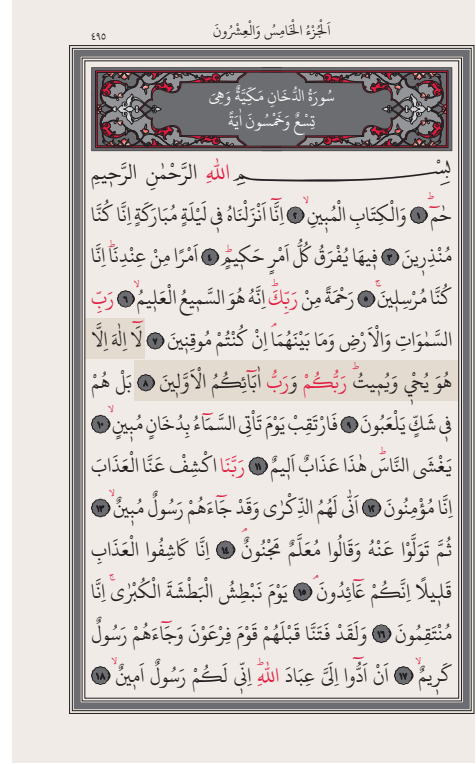 اَلْجُزْءُ الْخَامِسُ وَالْعِشْرُونَ
٤٩٥
سُورَةُ الدُّخَانِ مَكِّيَّةٌ وَهِىَ
تِسْعٌ وَخَمْسُونَ اٰيَةً
بِسْمِ اللّٰهِ الرَّحْمٰنِ الرَّحِيمِ
حٰمٓ ﴿١﴾ وَالْكِتَابِ الْمُبٖينِۙ ﴿٢﴾ اِنَّٓا اَنْزَلْنَاهُ فٖى لَيْلَةٍ مُبَارَكَةٍ اِنَّا كُنَّا
مُنْذِرٖينَ ﴿٣﴾ فٖيهَا يُفْرَقُ كُلُّ اَمْرٍ حَكٖيمٍۙ ﴿٤﴾ اَمْرًا مِنْ عِنْدِنَاۜ اِنَّا
كُنَّا مُرْسِلٖينَۚ ﴿٥﴾ رَحْمَةً مِنْ رَبِّكَۜ اِنَّهُ هُوَ السَّمٖيعُ الْعَلٖيمُۙ ﴿٦﴾ رَبِّ
السَّمٰوَاتِ وَالْاَرْضِ وَمَا بَيْنَهُمَاۢ اِنْ كُنْتُمْ مُوقِنٖينَ ﴿٧﴾ لَٓا اِلٰهَ اِلَّا
هُوَ يُحْيٖ وَيُمٖيتُۜ رَبُّكُمْ وَرَبُّ اٰبَٓائِكُمُ الْاَوَّلٖينَ ﴿٨﴾ بَلْ هُمْ
فٖى شَكٍّ يَلْعَبُونَ ﴿٩﴾ فَارْتَقِبْ يَوْمَ تَاْتِى السَّمَٓاءُ بِدُخَانٍ مُبٖينٍۙ ﴿١٠﴾
يَغْشَى النَّاسَۜ هٰذَا عَذَابٌ اَلٖيمٌ ﴿١١﴾ رَبَّنَا اكْشِفْ عَنَّا الْعَذَابَ
اِنَّا مُؤْمِنُونَ ﴿١٢﴾ اَنّٰى لَهُمُ الذِّكْرٰى وَقَدْ جَٓاءَهُمْ رَسُولٌ مُبٖينٌۙ ﴿١٣﴾
ثُمَّ تَوَلَّوْا عَنْهُ وَقَالُوا مُعَلَّمٌ مَجْنُونٌۢ ﴿١٤﴾ اِنَّا كَاشِفُوا الْعَذَابِ
قَلٖيلًا اِنَّكُمْ عَٓائِدُونَۢ ﴿١٥﴾ يَوْمَ نَبْطِشُ الْبَطْشَةَ الْكُبْرٰىۚ اِنَّا
مُنْتَقِمُونَ ﴿١٦﴾ وَلَقَدْ فَتَنَّا قَبْلَهُمْ قَوْمَ فِرْعَوْنَ وَجَٓاءَهُمْ رَسُولٌ
كَرٖيمٌۙ ﴿١٧﴾ اَنْ اَدُّٓوا اِلَىَّ عِبَادَ اللّٰهِۜ اِنّٖى لَكُمْ رَسُولٌ اَمٖينٌۙ ﴿١٨﴾